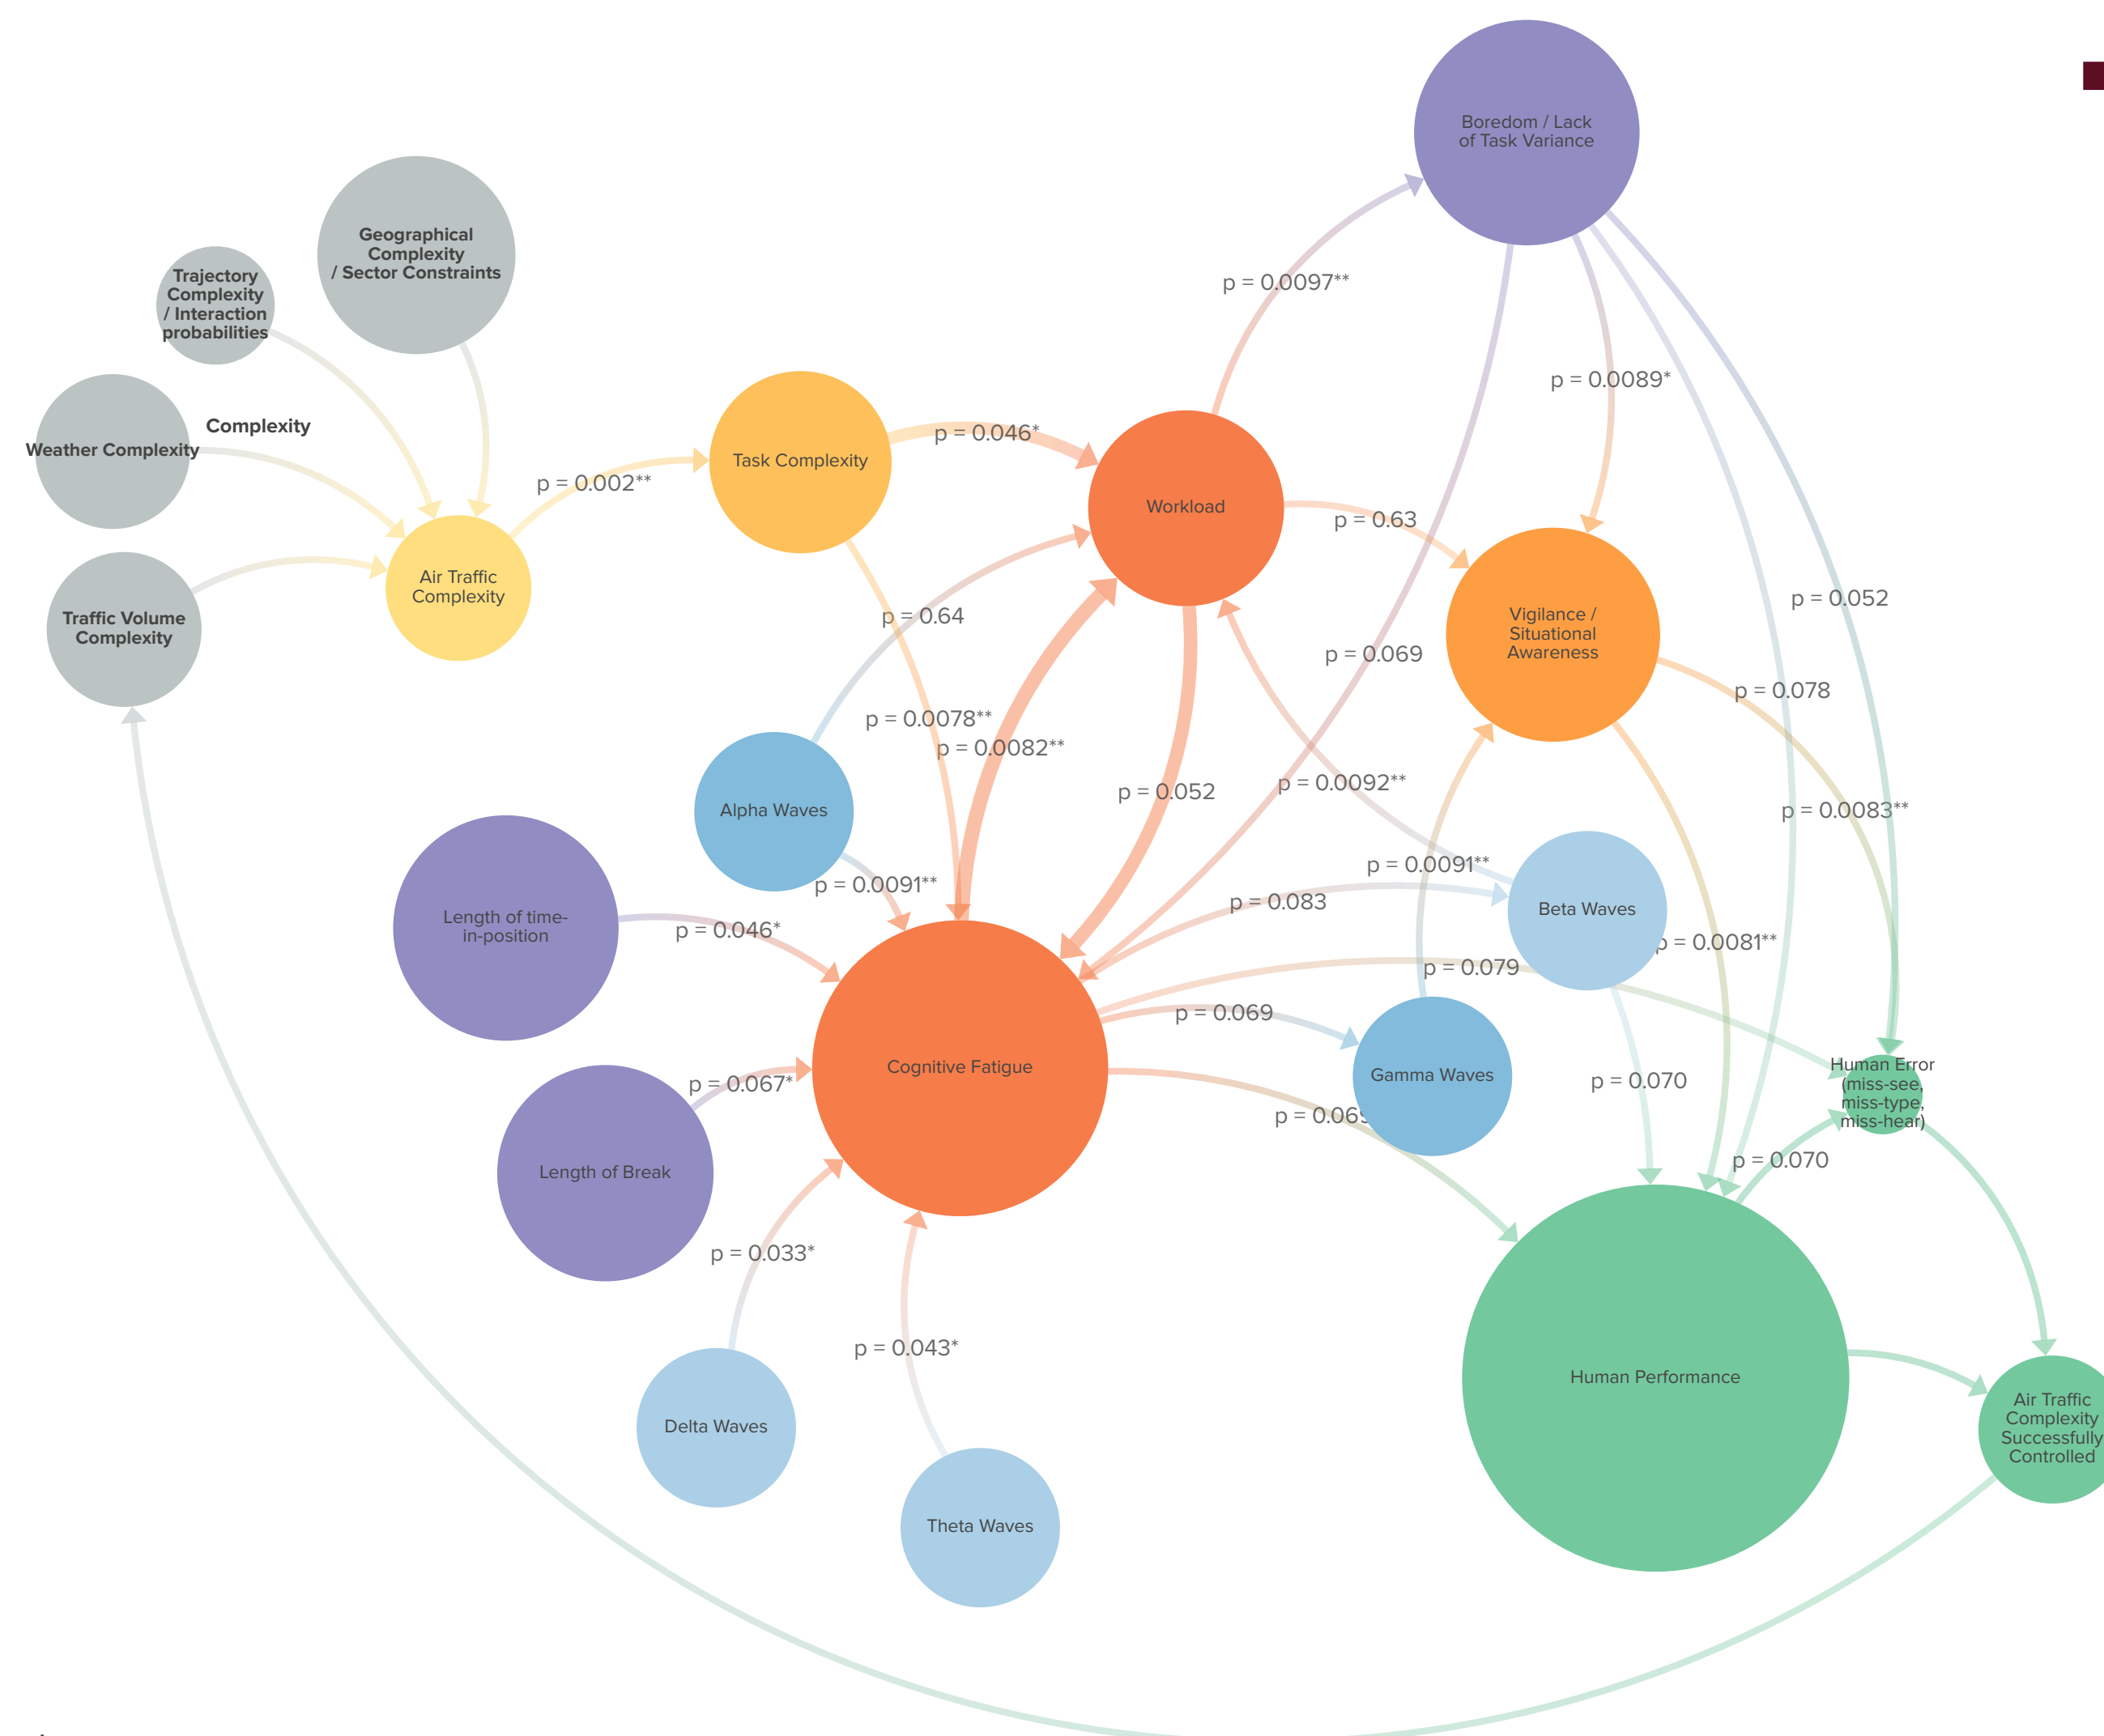 Boredom / Lack
of Task Variance
Geographical
Complexity
/ Sector Constraints
Trajectory
Complexity
/ Interaction
probabilities
p = 0.0097**
p = 0.0089*
Complexity
Weather Complexity
p = 0.046*
Task Complexity
p = 0.002**
Workload
p = 0.63
Air Traffic
Complexity
Traffic Volume
Complexity
p = 0.64
p = 0.052
Vigilance /
Situational
Awareness
p = 0.069
p = 0.078
p = 0.0078**
p = 0.0082**
p = 0.052
p = 0.0092**
Alpha Waves
p = 0.0083**
p = 0.0091**
p = 0.0091**
p = 0.083
Beta Waves
Length of time-
in-position
p = 0.046*
p = 0.0081**
p = 0.079
p = 0.069
Cognitive Fatigue
Gamma Waves
p = 0.067*
p = 0.070
Human Error
(miss-see,
miss-type,
miss-hear)
p = 0.069
p = 0.070
Length of Break
p = 0.033*
p = 0.043*
Human Performance
Delta Waves
Air Traffic
Complexity
Successfully
Controlled
Theta Waves